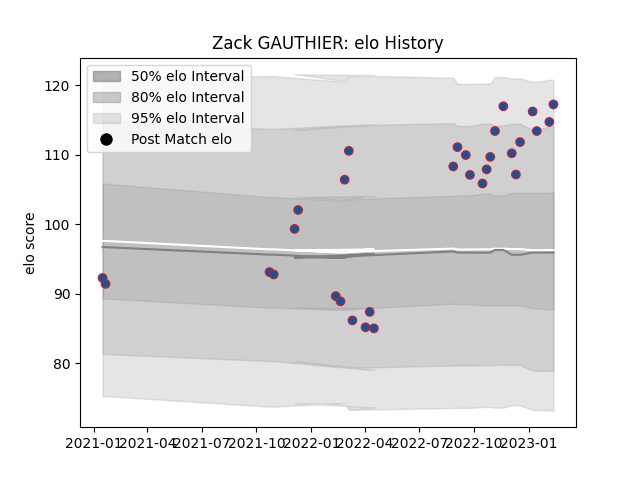 Zack GAUTHIER: elo History
50% elo Interval
80% elo Interval
95% elo Interval
Post Match elo
elo score
120
110
100
90
80
2021-01 2021-04 2021-07 2021-10 2022-01 2022-04 2022-07 2022-10 2023-01